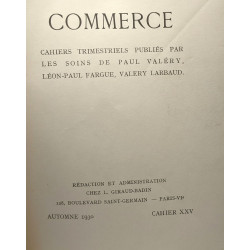 COMMERCE
CAHIERS TRIMESTRIELS PUBLIÉS PAR
LES SOINS DE PAUL VALÉRY,
LÉON-PAUL FARGUE, VALERY LARBAUD.
RÉDACTION ET ADMINISTRATION
CHEZ L. GIRAUD-BADIN
128, BOULEVARD SAINT-GERMAIN — PARIS-VIe
AUTOMNE 1930 CAHIER XXV